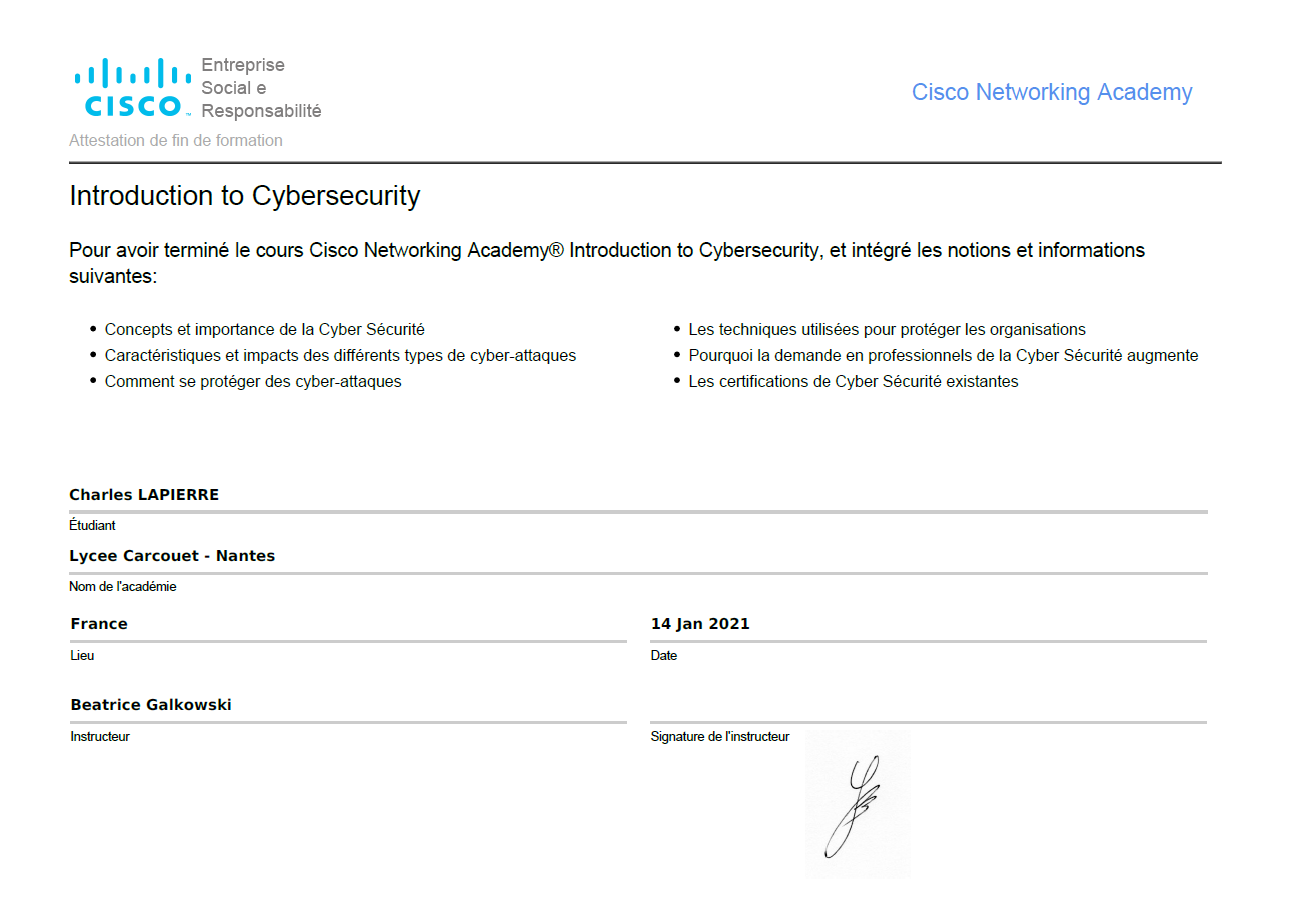 CISCO
Entreprise
Social e
Responsabilité
Cisco Networking Academy
Attestation de fin de formation
Introduction to Cybersecurity
Pour avoir terminé le cours Cisco Networking Academy® Introduction to Cybersecurity, et intégré les notions et informations
suivantes:
• Concepts et importance de la Cyber Sécurité
• Caractéristiques et impacts des différents types de cyber-attaques
• Comment se protéger des cyber-attaques
• Les techniques utilisées pour protéger les organisations
• Pourquoi la demande en professionnels de la Cyber Sécurité augmente
• Les certifications de Cyber Sécurité existantes
Charles LAPIERRE
Étudiant
Lycee Carcouet - Nantes
Nom de l'académie
France
Lieu
14 Jan 2021
Date
Beatrice Galkowski
Instructeur
Signature de l'instructeur